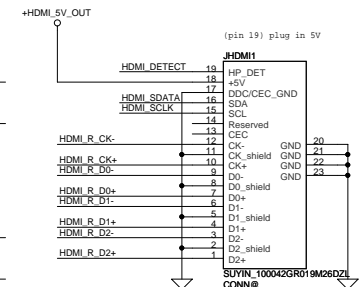 +HDMI_5V_OUT
(pin 19) plug in 5V
JHDMI1
HDMI_DETECT 19 HP_DET
18 +5V
17 DDC/CEC_GND
HDMI_SDATA 16 SDA
HDMI_SCLK 15 SCL
14 Reserved
13 CEC
HDMI_R_CK- 12 CK- GND 20
11 CK_shield GND 21
HDMI_R_CK+ 10 CK+ GND 22
HDMI_R_D0- 9 D0- GND 23
8 D0_shield
HDMI_R_D0+ 7 D0+
HDMI_R_D1- 6 D1-
5 D1_shield
HDMI_R_D1+ 4 D1+
HDMI_R_D2- 3 D2-
2 D2_shield
HDMI_R_D2+ 1 D2+
SUYIN_100042GR019M26DZL
CONN@